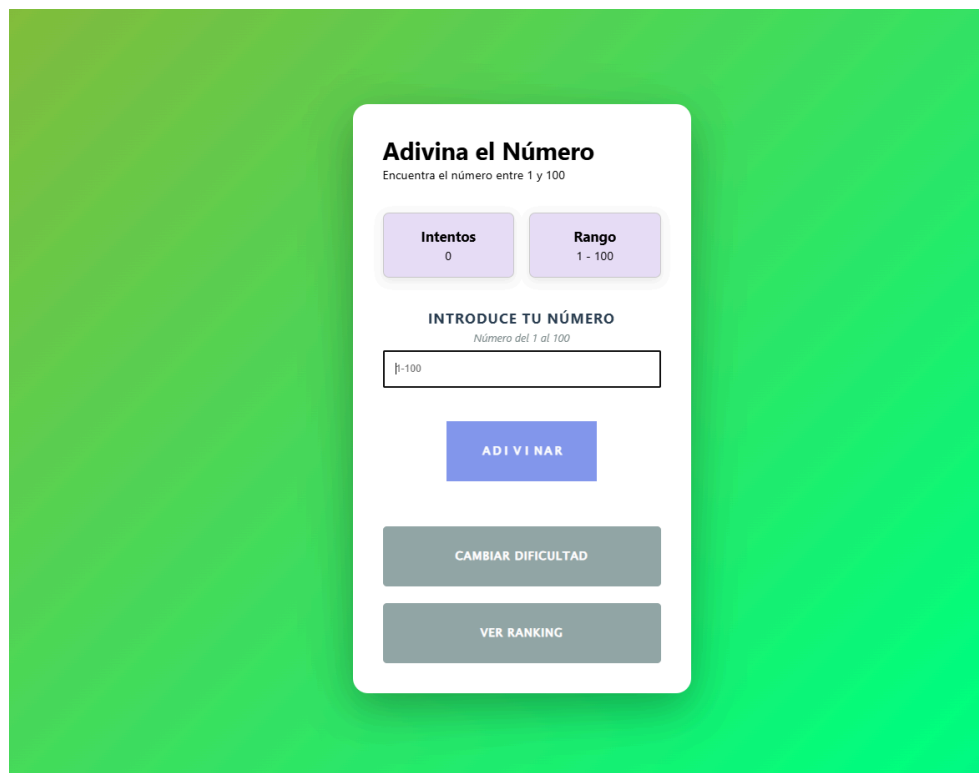 Adivina el Número
Encuentra el número entre 1 y 100
Intentos
0
Rango
1 - 100
INTRODUCE TU NÚMERO
Número del 1 al 100
1-100
ADIVINAR
CAMBIAR DIFICULTAD
VER RANKING